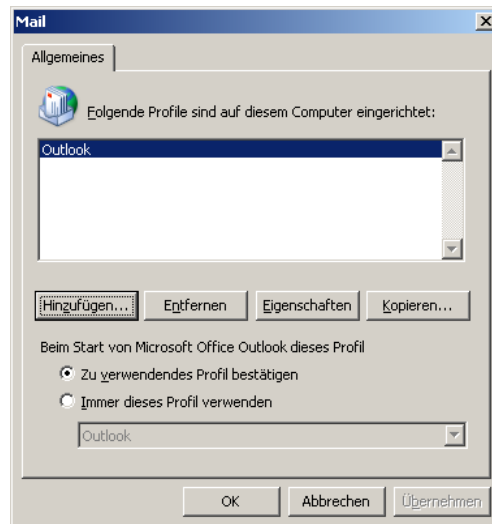 Mail
Allgemeines
Folgende Profile sind auf diesem Computer eingerichtet:
Outlook
Hinzufügen... Entfernen Eigenschaften Kopieren...
Beim Start von Microsoft Office Outlook dieses Profil
Zu verwendendes Profil bestätigen
Immer dieses Profil verwenden
Outlook
OK Abbrechen Übernehmen